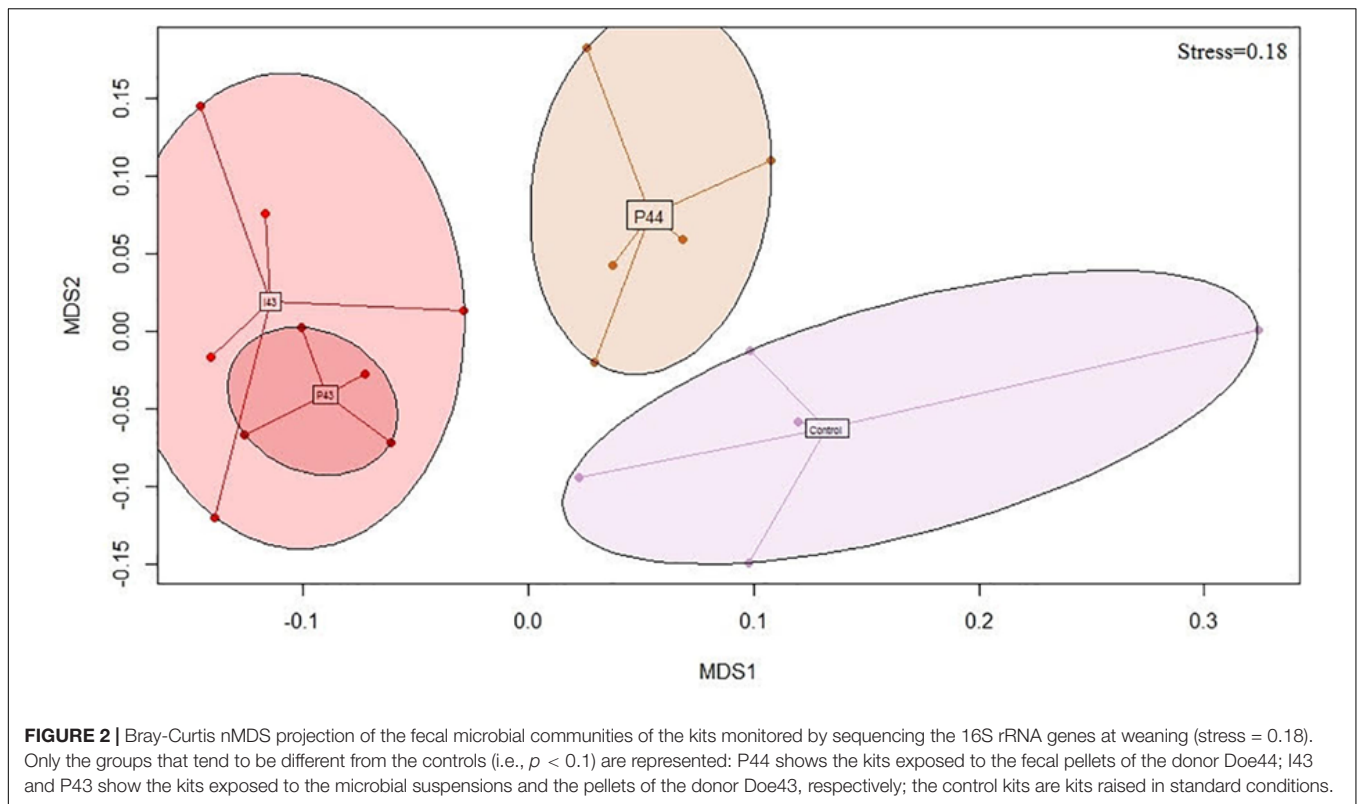 Stress=0.18
0.15
0.10
0.05
0.00
-0.05
-0.10
-0.15
MDS2
P44
I43
P43
Control
-0.1
0.0
0.1
0.2
0.3
MDS1
FIGURE 2 | Bray-Curtis nMDS projection of the fecal microbial communities of the kits monitored by sequencing the 16S rRNA genes at weaning (stress = 0.18).
Only the groups that tend to be different from the controls (i.e., p < 0.1) are represented: P44 shows the kits exposed to the fecal pellets of the donor Doe44; I43
and P43 show the kits exposed to the microbial suspensions and the pellets of the donor Doe43, respectively; the control kits are kits raised in standard conditions.